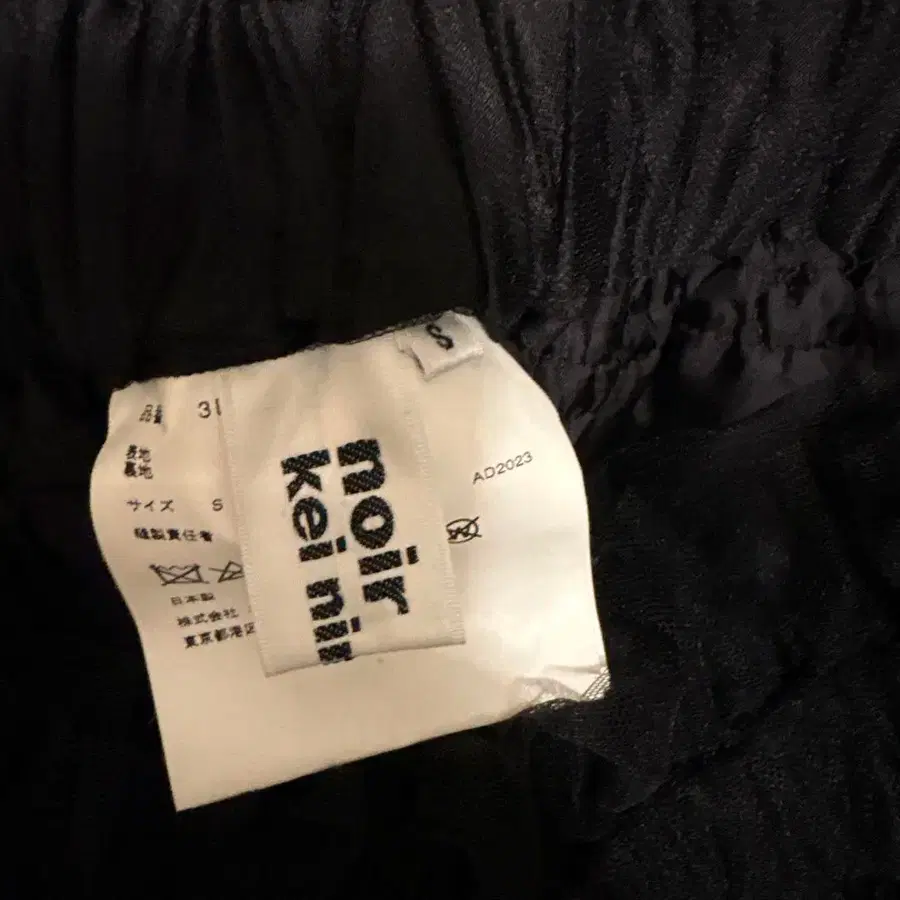 S
品番 3I
表地
裏地
サイズ S
縫製責任者
日本製
株式会社
東京都港区
noir
kei nin
AD2023